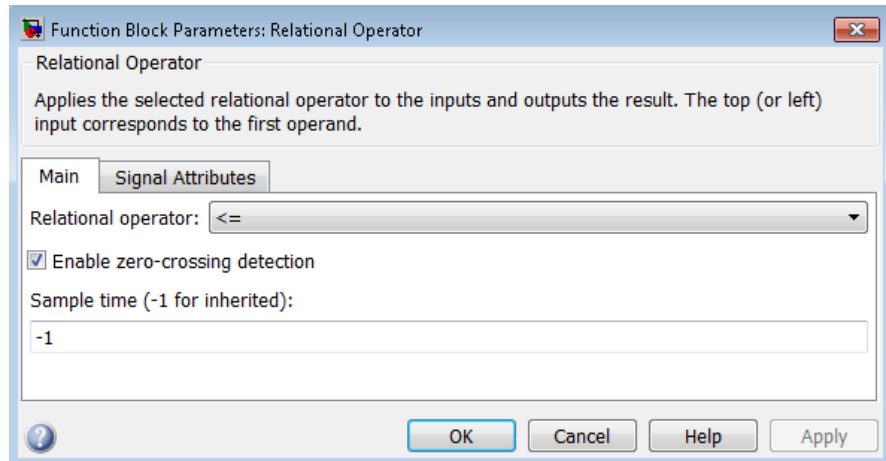 Function Block Parameters: Relational Operator
Relational Operator
Applies the selected relational operator to the inputs and outputs the result. The top (or left)
input corresponds to the first operand.
Main Signal Attributes
Relational operator: <=
Enable zero-crossing detection
Sample time (-1 for inherited):
-1
OK Cancel Help Apply